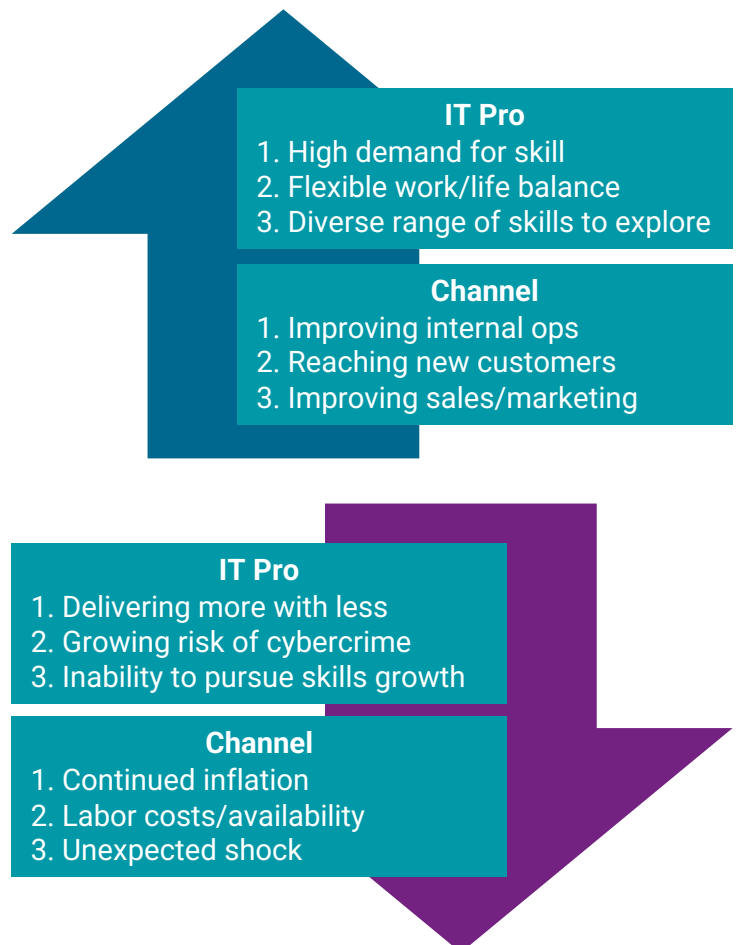 IT Pro
1. High demand for skill
2. Flexible work/life balance
3. Diverse range of skills to explore
Channel
1. Improving internal ops
2. Reaching new customers
3. Improving sales/marketing
IT Pro
1. Delivering more with less
2. Growing risk of cybercrime
3. Inability to pursue skills growth
Channel
1. Continued inflation
2. Labor costs/availability
3. Unexpected shock